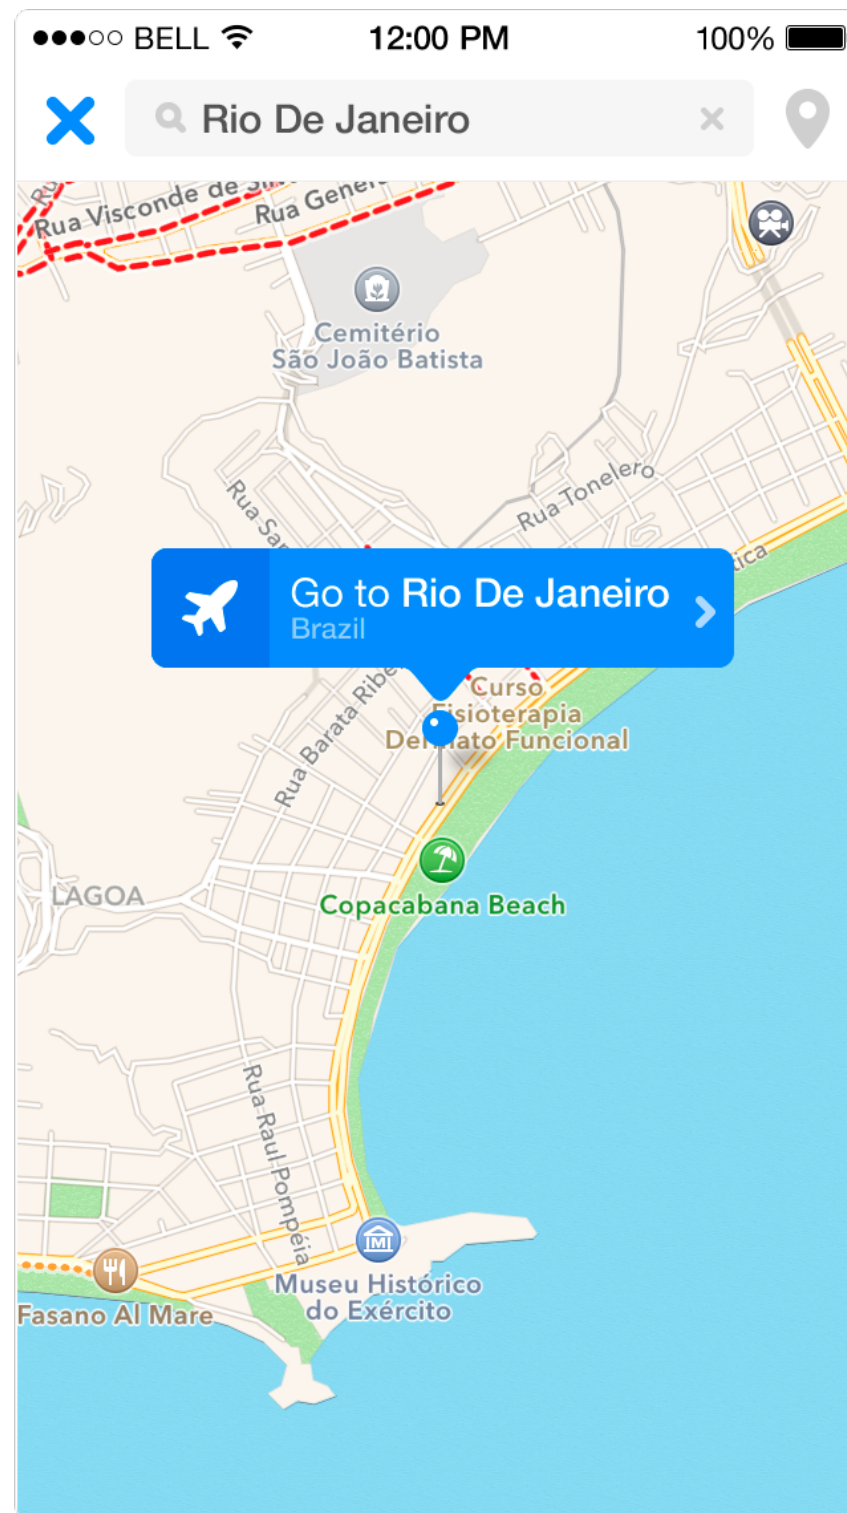 BELL
12:00 PM
100%
Rio De Janeiro
Rua Visconde de
Rua
Cemitério
São João Batista
Rua Tonelero
Rua
Go to Rio De Janeiro
Brazil
Curso
Fisioterapia
Funcional
Rua Barata
Copacabana Beach
LAGOA
Rua Raul Pompéia
Museu Histórico
do Exército
Fasano Al Mare